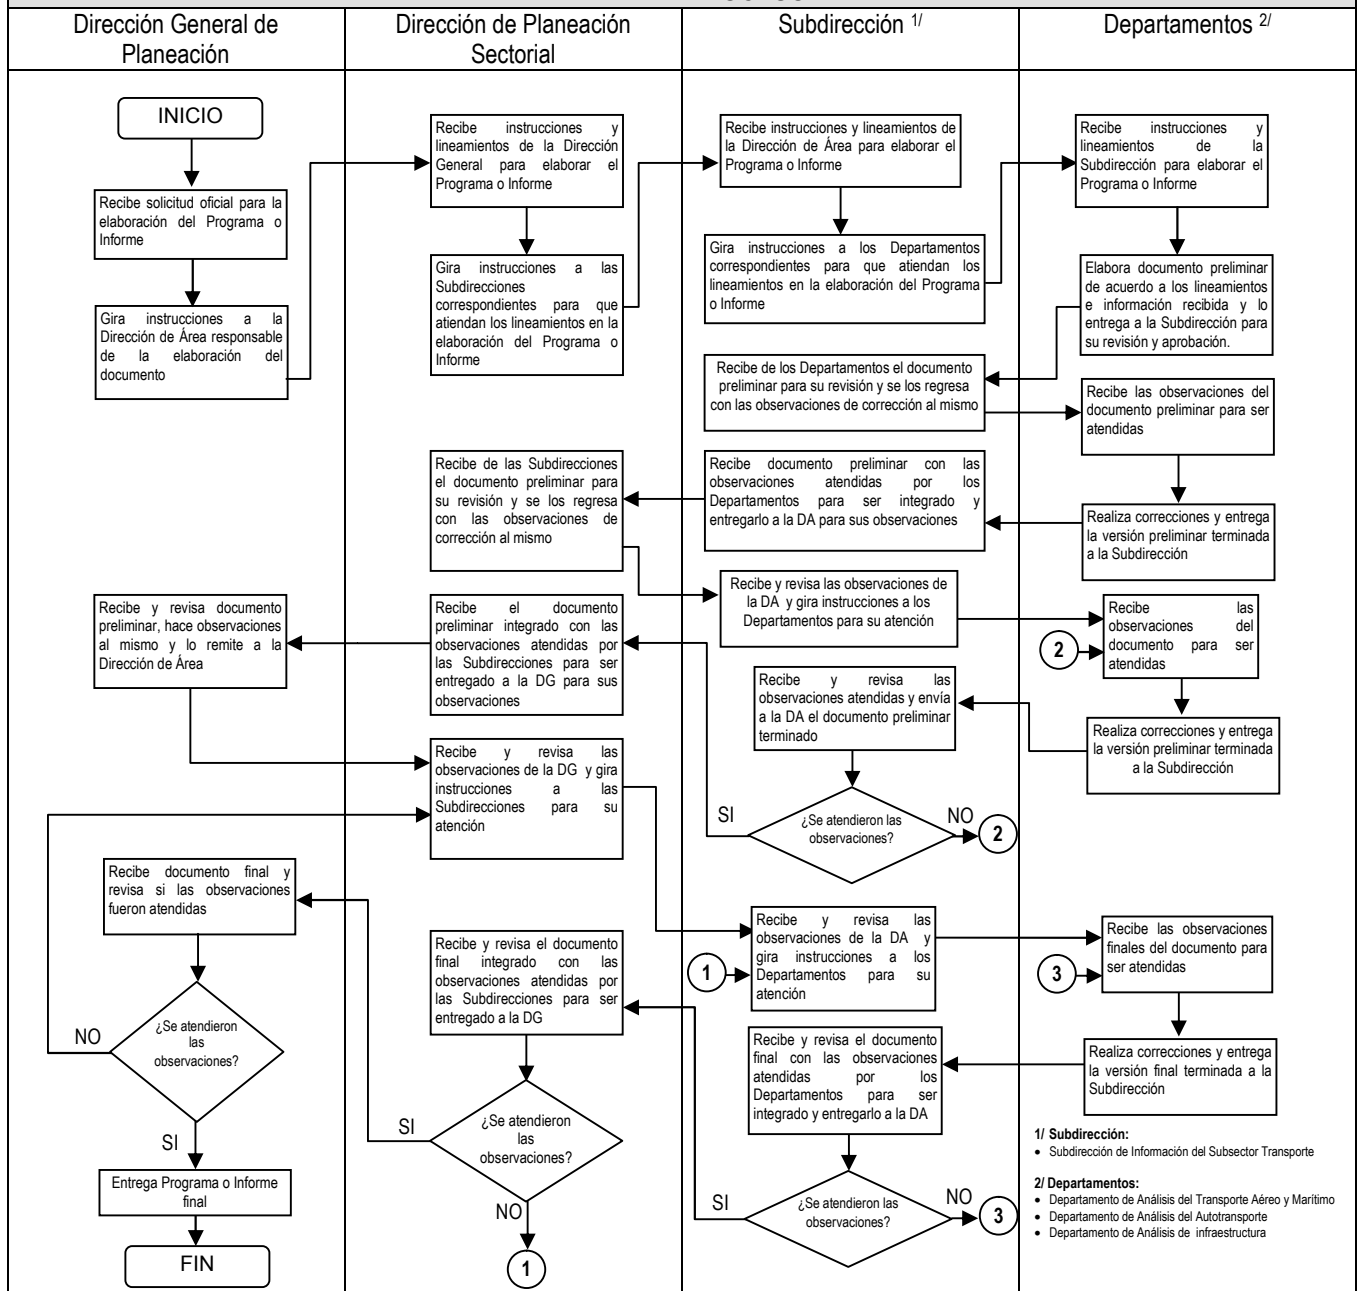 Dirección General de
Planeación
Dirección de Planeación
Sectorial
Subdirección 1/
Departamentos 2/
INICIO
Recibe solicitud oficial para la
elaboración del Programa o
Informe
Gira instrucciones a la
Dirección de Área responsable
de la elaboración del
documento
Recibe instrucciones y
lineamientos de la Dirección
General para elaborar el
Programa o Informe
Gira instrucciones a las
Subdirecciones
correspondientes para que
atiendan los lineamientos en la
elaboración del Programa o
Informe
Recibe instrucciones y lineamientos de
la Dirección de Área para elaborar el
Programa o Informe
Gira instrucciones a los Departamentos
correspondientes para que atiendan los
lineamientos en la elaboración del Programa
o Informe
Recibe instrucciones y
lineamientos de la
Subdirección para elaborar el
Programa o Informe
Elabora documento preliminar
de acuerdo a los lineamientos
e información recibida y lo
entrega a la Subdirección para
su revisión y aprobación.
Recibe de los Departamentos el documento
preliminar para su revisión y se los regresa
con las observaciones de corrección al mismo
Recibe las observaciones del
documento preliminar para ser
atendidas
Realiza correcciones y entrega
la versión preliminar terminada
a la Subdirección
Recibe documento preliminar con las
observaciones atendidas por los
Departamentos para ser integrado y
entregarlo a la DA para sus observaciones
Recibe de las Subdirecciones
el documento preliminar para
su revisión y se los regresa
con las observaciones de
corrección al mismo
Recibe y revisa las observaciones de
la DA y gira instrucciones a los
Departamentos para su atención
Recibe las
observaciones del
documento para ser
atendidas
2
Realiza correcciones y entrega
la versión preliminar terminada
a la Subdirección
Recibe y revisa las
observaciones atendidas y envía
a la DA el documento preliminar
terminado
¿Se atendieron las
observaciones?
SI
NO
2
Recibe el documento
preliminar integrado con las
observaciones atendidas por
las Subdirecciones para ser
entregado a la DG para sus
observaciones
Recibe y revisa documento
preliminar, hace observaciones
al mismo y lo remite a la
Dirección de Área
Recibe y revisa las
observaciones de la DG y gira
instrucciones a las
Subdirecciones para su
atención
Recibe y revisa las
observaciones de la DA y
gira instrucciones a los
Departamentos para su
atención
1
Recibe las observaciones
finales del documento para
ser atendidas
3
Realiza correcciones y entrega
la versión final terminada a la
Subdirección
Recibe y revisa el documento
final con las observaciones
atendidas por los
Departamentos para ser
integrado y entregarlo a la DA
¿Se atendieron las
observaciones?
SI
NO
3
Recibe y revisa el documento
final integrado con las
observaciones atendidas por
las Subdirecciones para ser
entregado a la DG
¿Se atendieron
las
observaciones?
SI
NO
1
Recibe documento final y
revisa si las observaciones
fueron atendidas
¿Se atendieron
las
observaciones?
NO
SI
Entrega Programa o Informe
final
FIN
1/ Subdirección:
• Subdirección de Información del Subsector Transporte
2/ Departamentos:
• Departamento de Análisis del Transporte Aéreo y Marítimo
• Departamento de Análisis del Autotransporte
• Departamento de Análisis de infraestructura